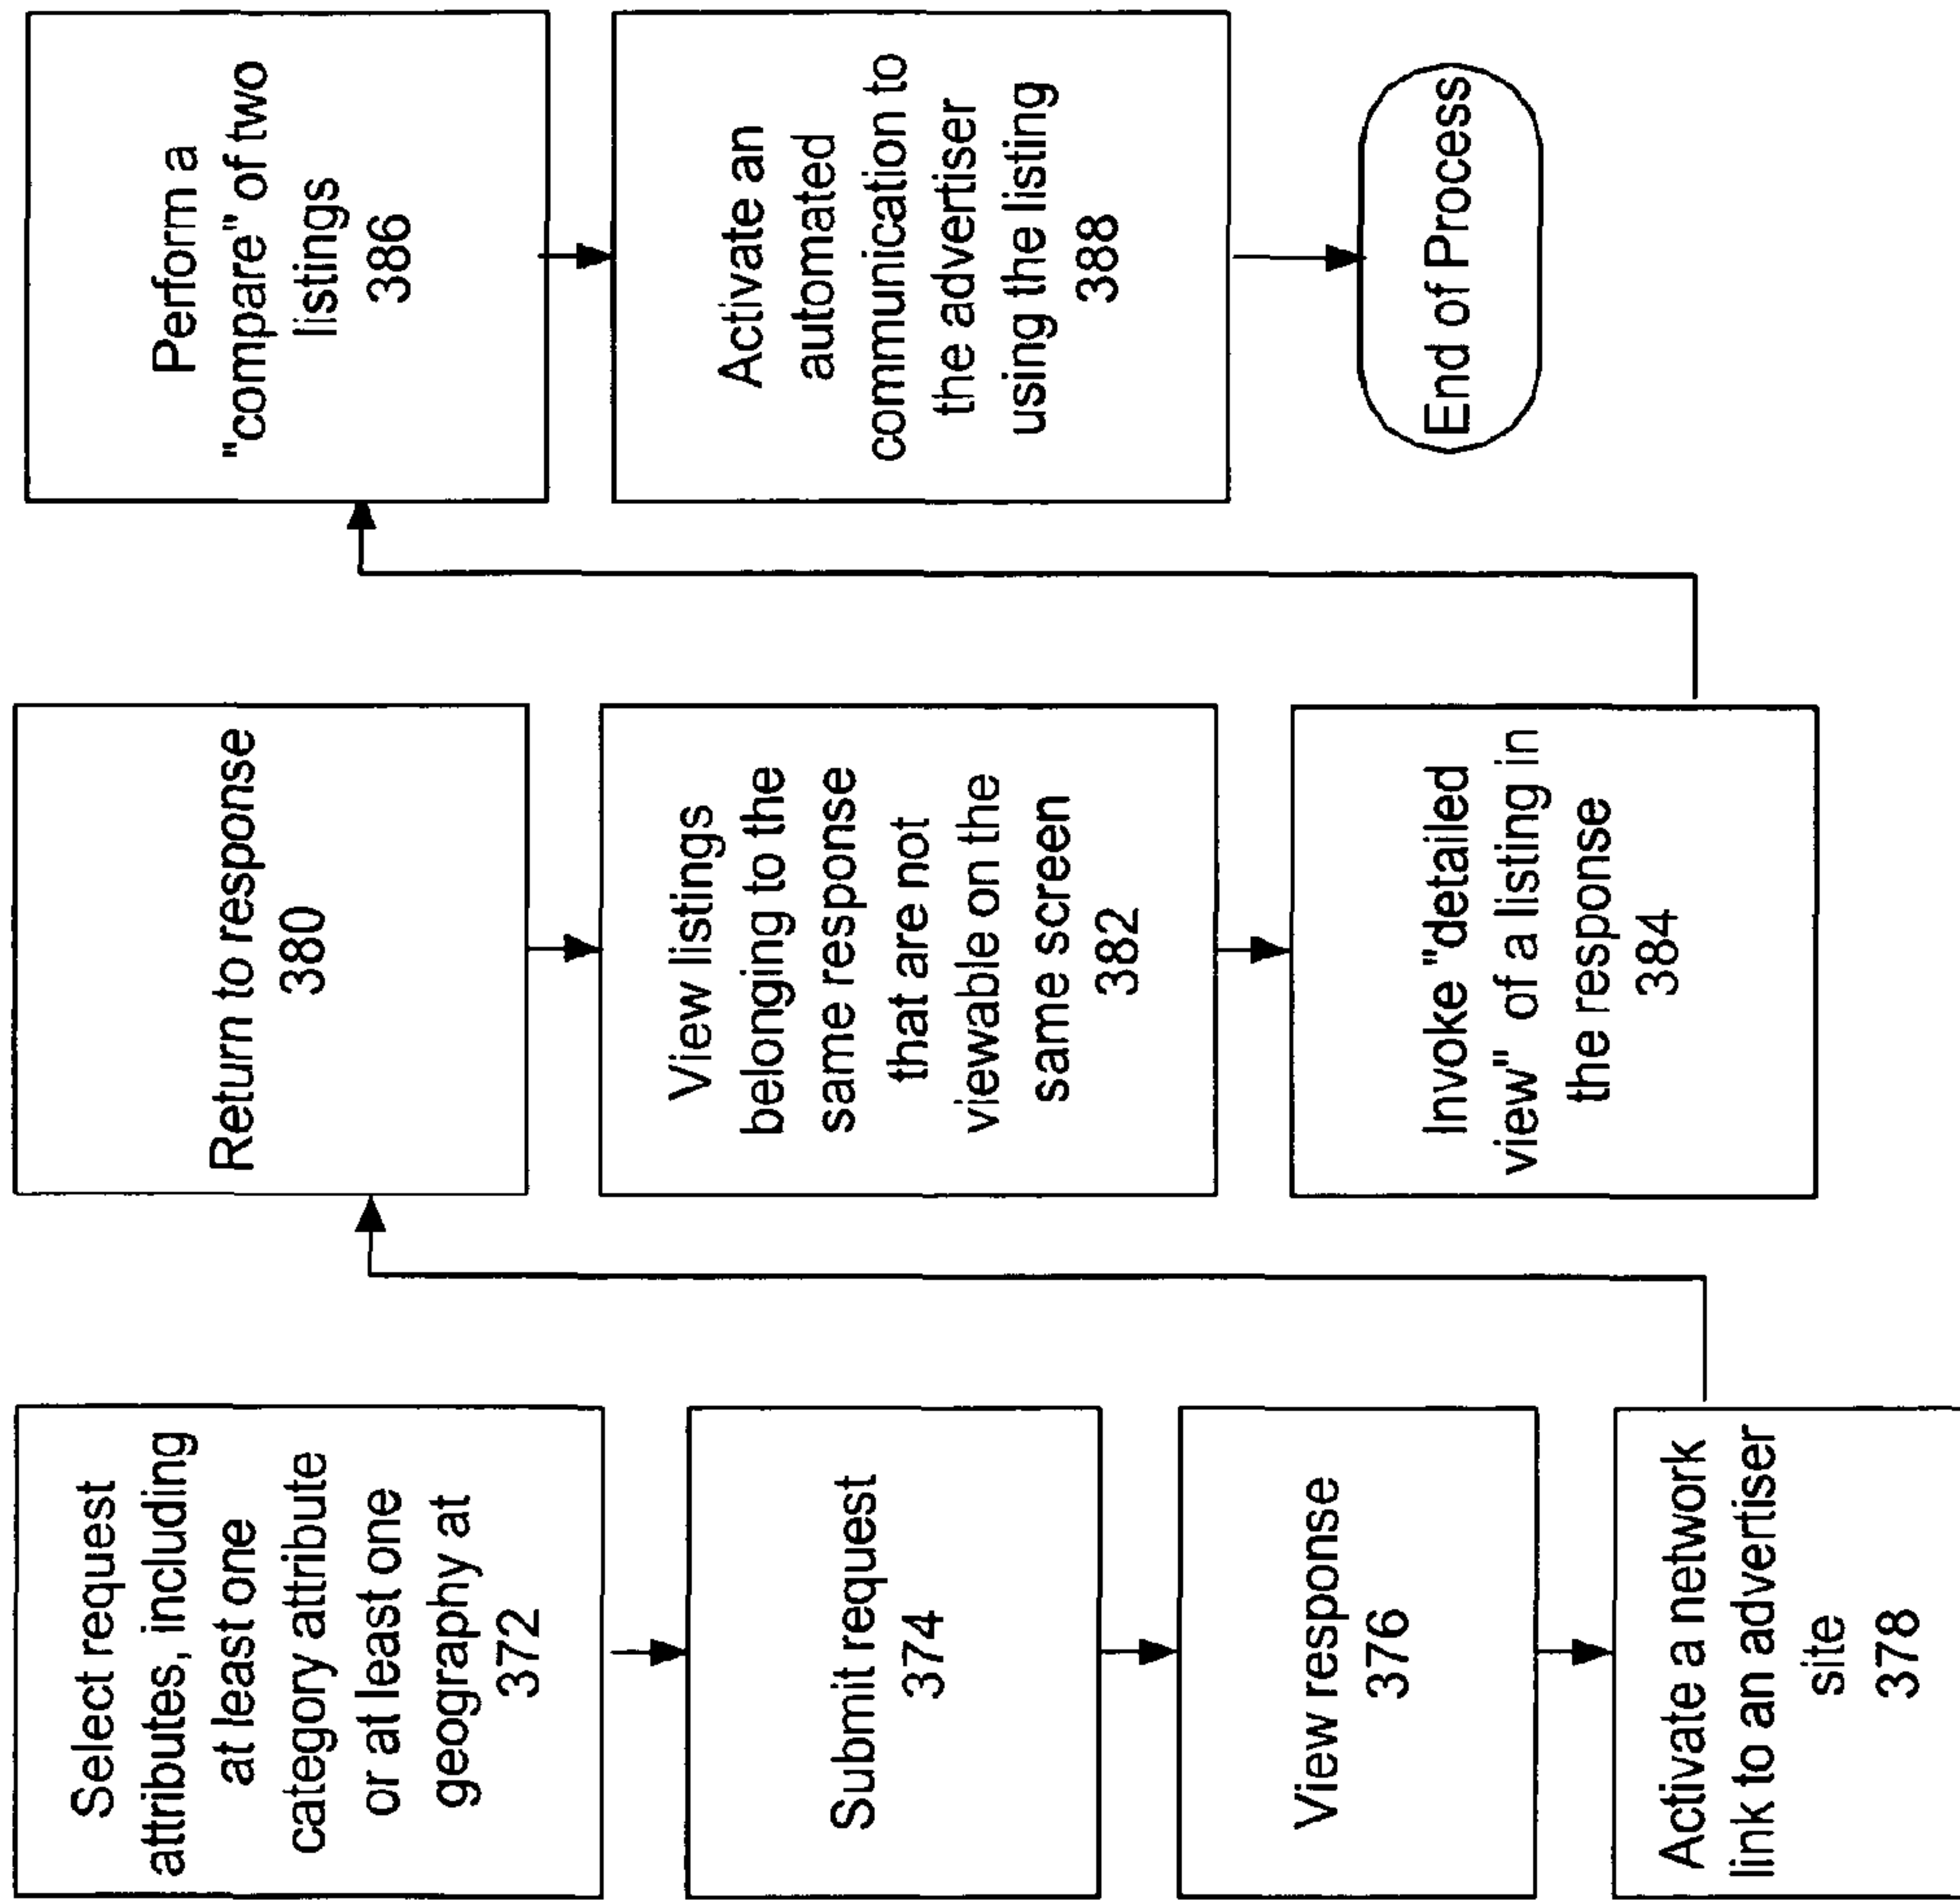 Select request
attributes, including
at least one
category attribute
or at least one
geography at
372
Submit request
374
View response
376
Activate a network
link to an advertiser
site
378
Return to response
380
View listings
belonging to the
same response
that are not
viewable on the
same screen
382
Invoke "detailed
view" of a listing in
the response
384
Perform a
"compare" of two
listings
386
Activate an
automated
communication to
the advertiser
using the listing
388
End of Process